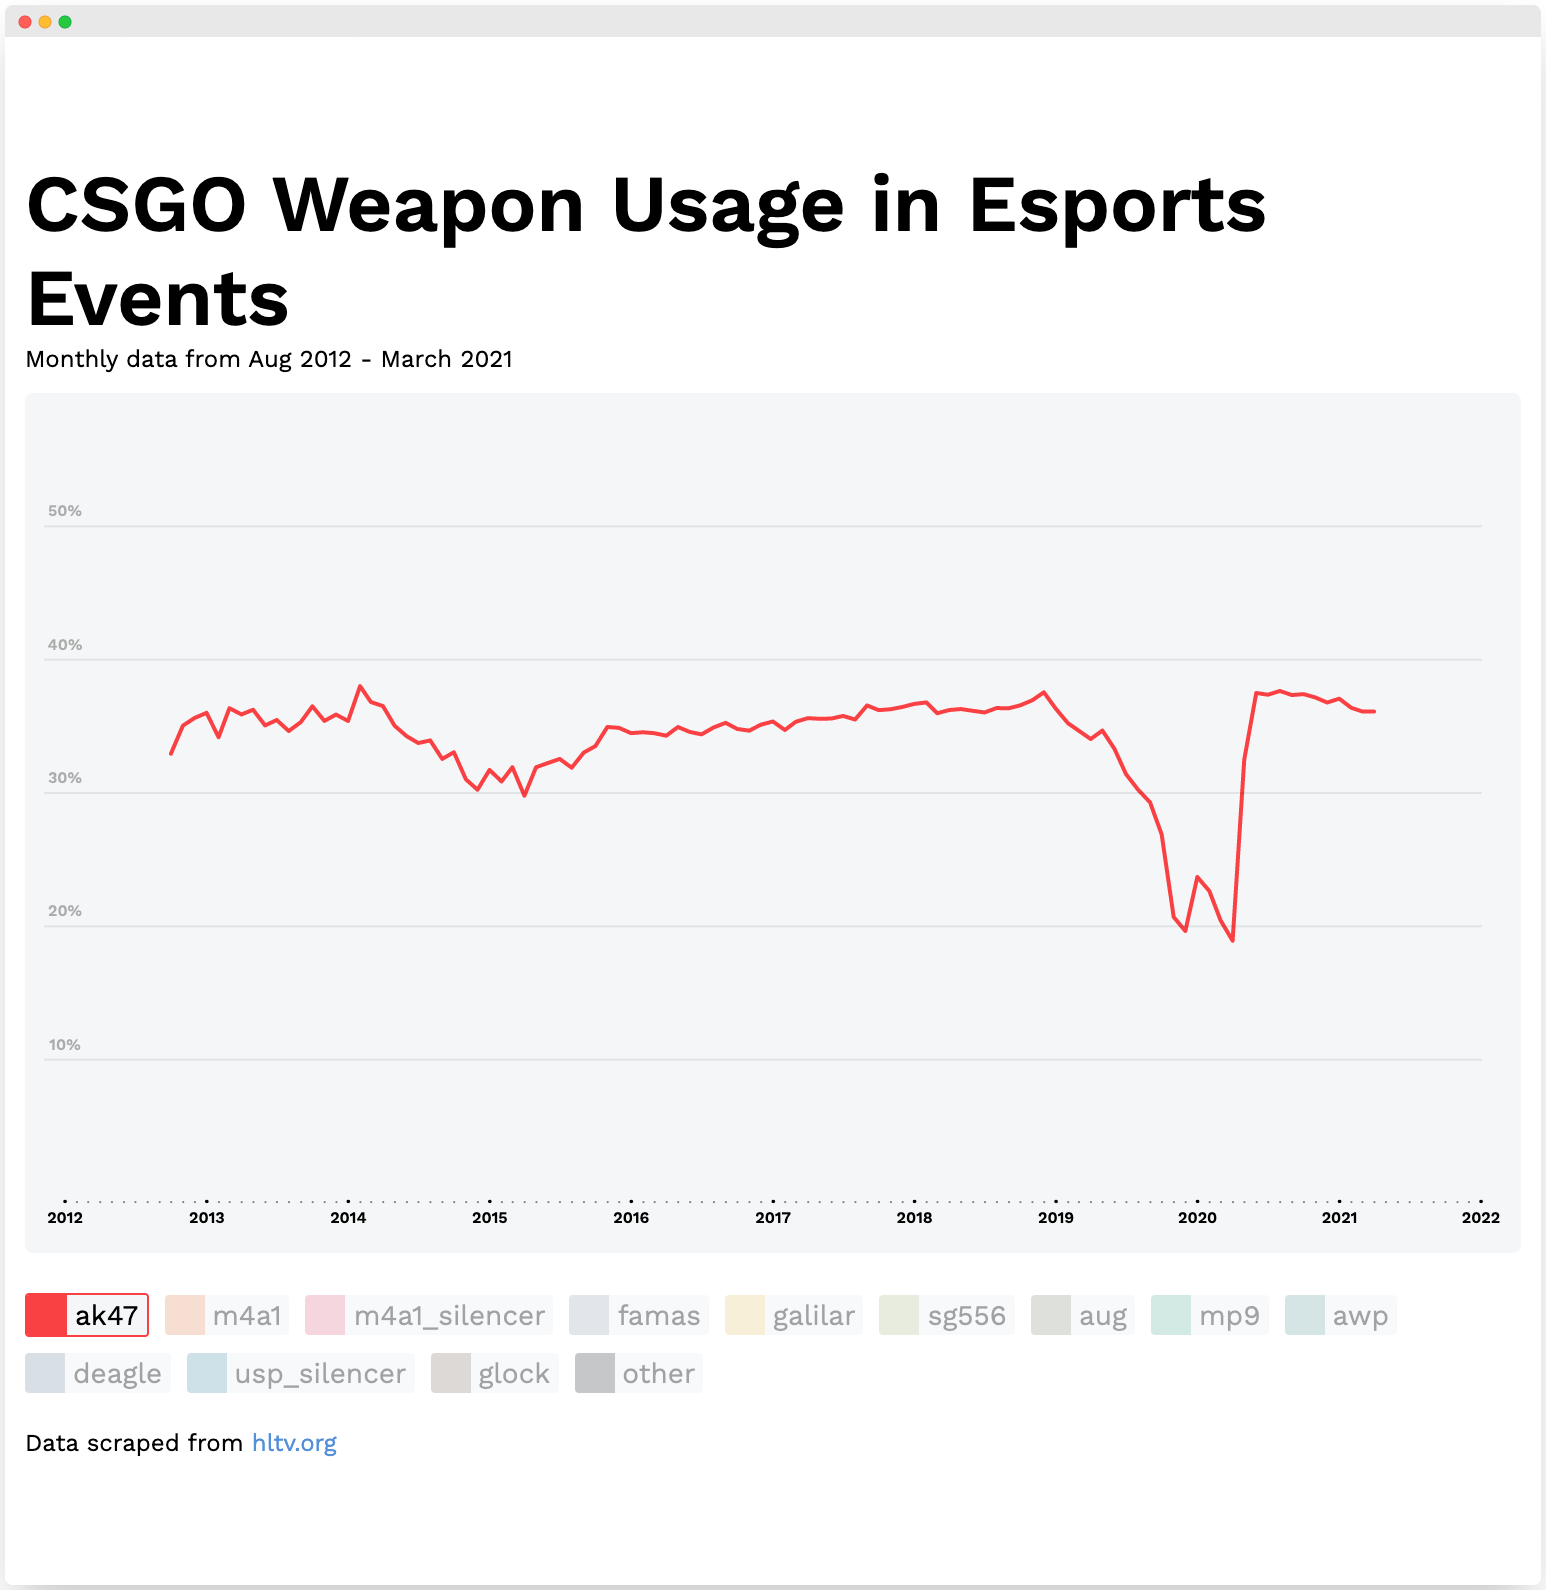 CSGO Weapon Usage in Esports
Events
Monthly data from Aug 2012 - March 2021
50%
40%
30%
20%
10%
2012 2013 2014 2015 2016 2017 2018 2019 2020 2021 2022
ak47 m4a1 m4a1_silencer famas galilar sg556 aug mp9 awp
deagle usp_silencer glock other
Data scraped from hltv.org